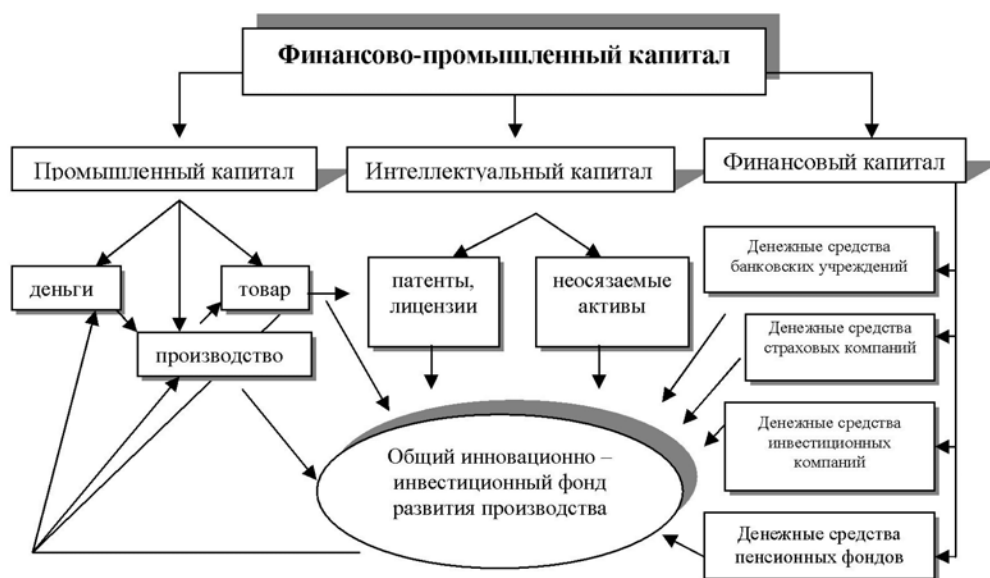 Финансово-промышленный капитал
Промышленный капитал
Интеллектуальный капитал
Финансовый капитал
деньги
товар
производство
патенты,
лицензии
неосязаемые
активы
Денежные средства
банковских учреждений
Денежные средства
страховых компаний
Денежные средства
инвестиционных
компаний
Денежные средства
пенсионных фондов
Общий инновационно –
инвестиционный фонд
развития производства